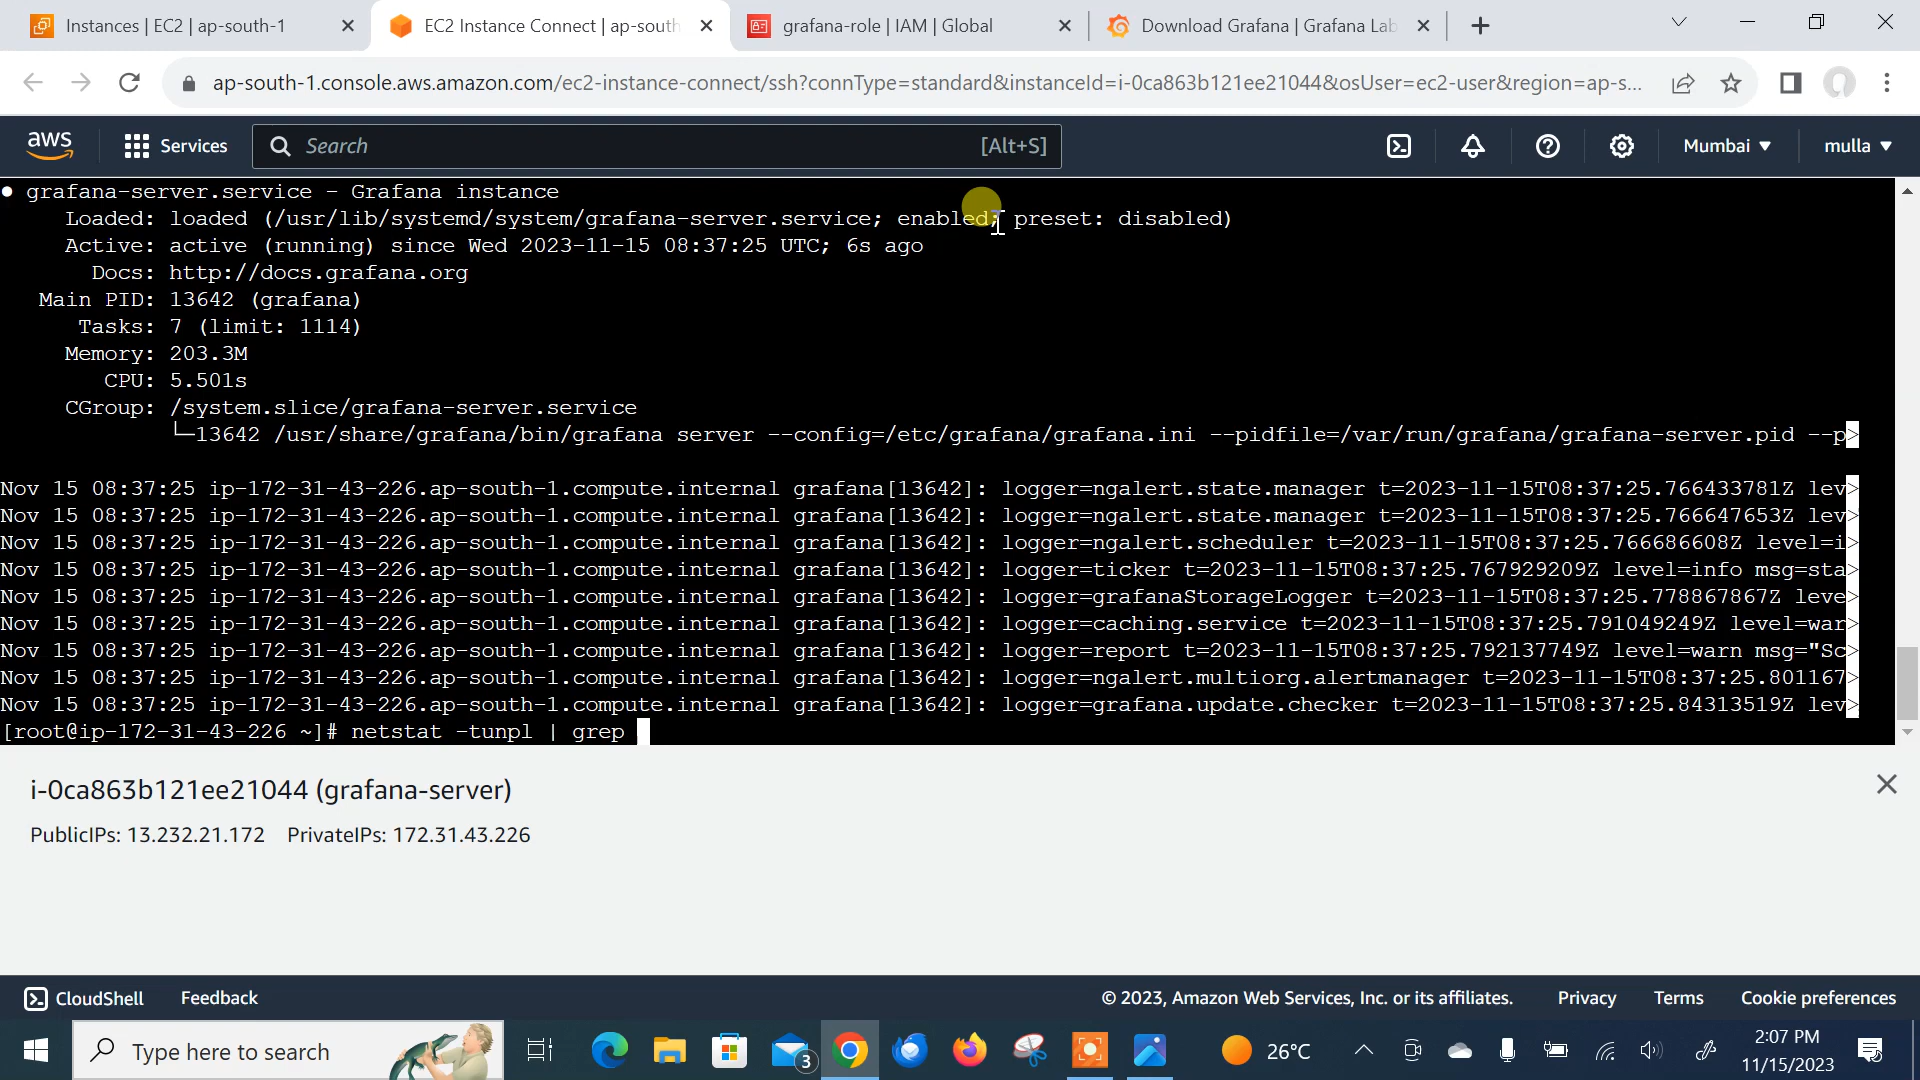 Instances | EC2 | ap-south-1
EC2 Instance Connect | ap-south
grafana-role | IAM | Global
Download Grafana | Grafana Lab
ap-south-1.console.aws.amazon.com/ec2-instance-connect/ssh?connType=standard&instanceId=i-0ca863b121ee21044&osUser=ec2-user&region=ap-s...
aws
Services
Search
[Alt+S]
Mumbai
mulla
● grafana-server.service - Grafana instance
Loaded: loaded (/usr/lib/systemd/system/grafana-server.service; enabled; preset: disabled)
Active: active (running) since Wed 2023-11-15 08:37:25 UTC; 6s ago
Docs: http://docs.grafana.org
Main PID: 13642 (grafana)
Tasks: 7 (limit: 1114)
Memory: 203.3M
CPU: 5.501s
CGroup: /system.slice/grafana-server.service
└─13642 /usr/share/grafana/bin/grafana server --config=/etc/grafana/grafana.ini --pidfile=/var/run/grafana/grafana-server.pid --p>
Nov 15 08:37:25 ip-172-31-43-226.ap-south-1.compute.internal grafana[13642]: logger=ngalert.state.manager t=2023-11-15T08:37:25.766433781Z lev>
Nov 15 08:37:25 ip-172-31-43-226.ap-south-1.compute.internal grafana[13642]: logger=ngalert.state.manager t=2023-11-15T08:37:25.766647653Z lev>
Nov 15 08:37:25 ip-172-31-43-226.ap-south-1.compute.internal grafana[13642]: logger=ngalert.scheduler t=2023-11-15T08:37:25.766686608Z level=i>
Nov 15 08:37:25 ip-172-31-43-226.ap-south-1.compute.internal grafana[13642]: logger=ticker t=2023-11-15T08:37:25.767929209Z level=info msg=sta>
Nov 15 08:37:25 ip-172-31-43-226.ap-south-1.compute.internal grafana[13642]: logger=grafanaStorageLogger t=2023-11-15T08:37:25.778867867Z leve>
Nov 15 08:37:25 ip-172-31-43-226.ap-south-1.compute.internal grafana[13642]: logger=caching.service t=2023-11-15T08:37:25.791049249Z level=war>
Nov 15 08:37:25 ip-172-31-43-226.ap-south-1.compute.internal grafana[13642]: logger=report t=2023-11-15T08:37:25.792137749Z level=warn msg="Sc>
Nov 15 08:37:25 ip-172-31-43-226.ap-south-1.compute.internal grafana[13642]: logger=ngalert.multiorg.alertmanager t=2023-11-15T08:37:25.801167>
Nov 15 08:37:25 ip-172-31-43-226.ap-south-1.compute.internal grafana[13642]: logger=grafana.update.checker t=2023-11-15T08:37:25.84313519Z lev>
[root@ip-172-31-43-226 ~]# netstat -tunpl | grep
i-0ca863b121ee21044 (grafana-server)
PublicIPs: 13.232.21.172 PrivateIPs: 172.31.43.226
CloudShell
Feedback
© 2023, Amazon Web Services, Inc. or its affiliates.
Privacy
Terms
Cookie preferences
Type here to search
3
26°C
2:07 PM
11/15/2023